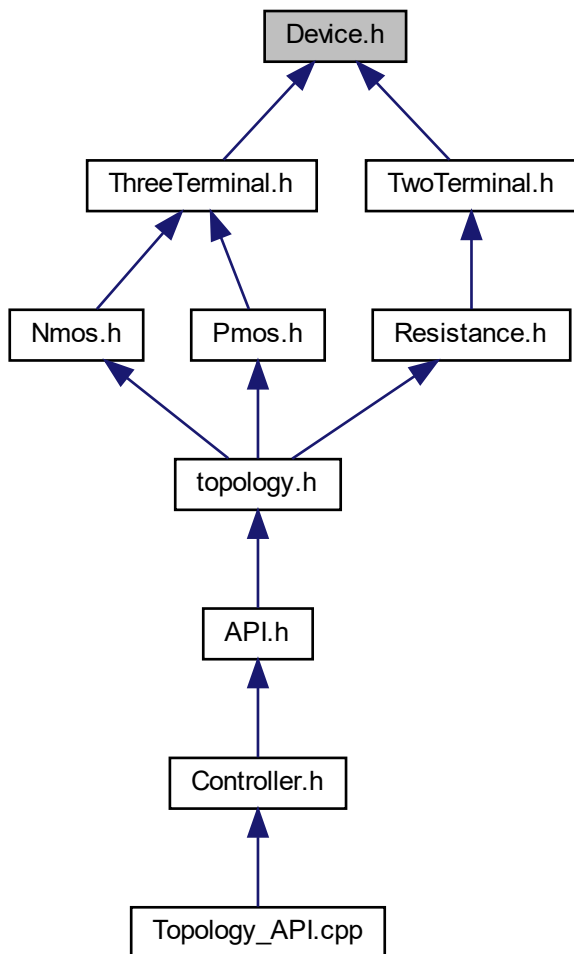 Device.h
ThreeTerminal.h
TwoTerminal.h
Nmos.h
Pmos.h
Resistance.h
topology.h
API.h
Controller.h
Topology_API.cpp